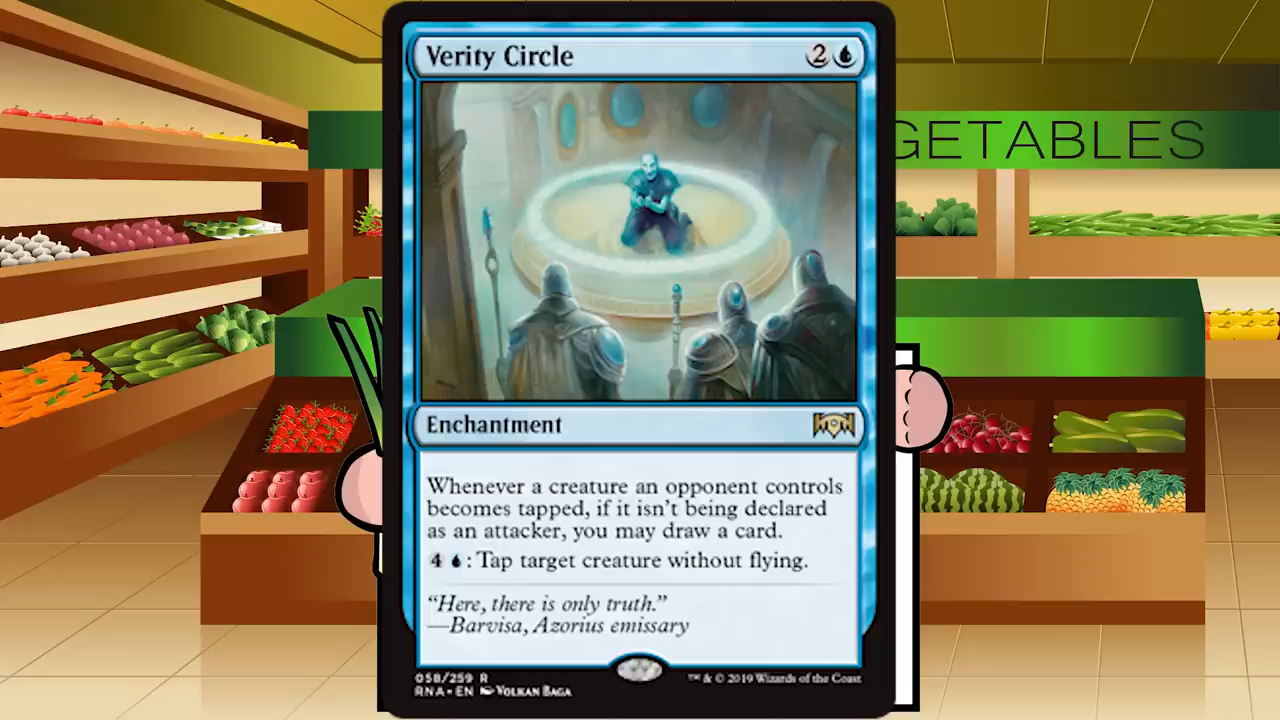 Verity Circle 2
GETABLES
Enchantment
Whenever a creature an opponent controls
becomes tapped, if it isn't being declared
as an attacker, you may draw a card.
4 : Tap target creature without flying.
"Here, there is only truth."
—Barvisa, Azorius emissary
058/259 R
RNA • EN Volkan Baga
™ & © 2019 Wizards of the Coast